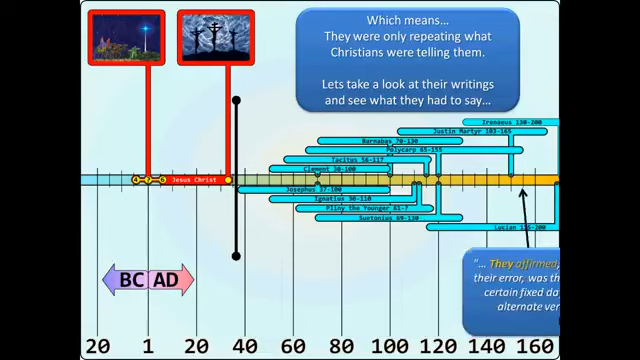 Which means...
They were only repeating what
Christians were telling them.
Lets take a look at their writings
and see what they had to say...
Irenaeus 130-200
Justin Martyr 103-165
Barnabas 70-130
Polycarp 65-155
Tacitus 56-117
Clement 30-100
Jesus Christ
Josephus 37-100
Ignatius 30-110
Pliny the Younger 61-?
Suetonius 69-130
Lucian 115-200
"... They affirmed,
their error, was th
certain fixed da
alternate ver
BC AD
20 1 20 40 60 80 100 120 140 160